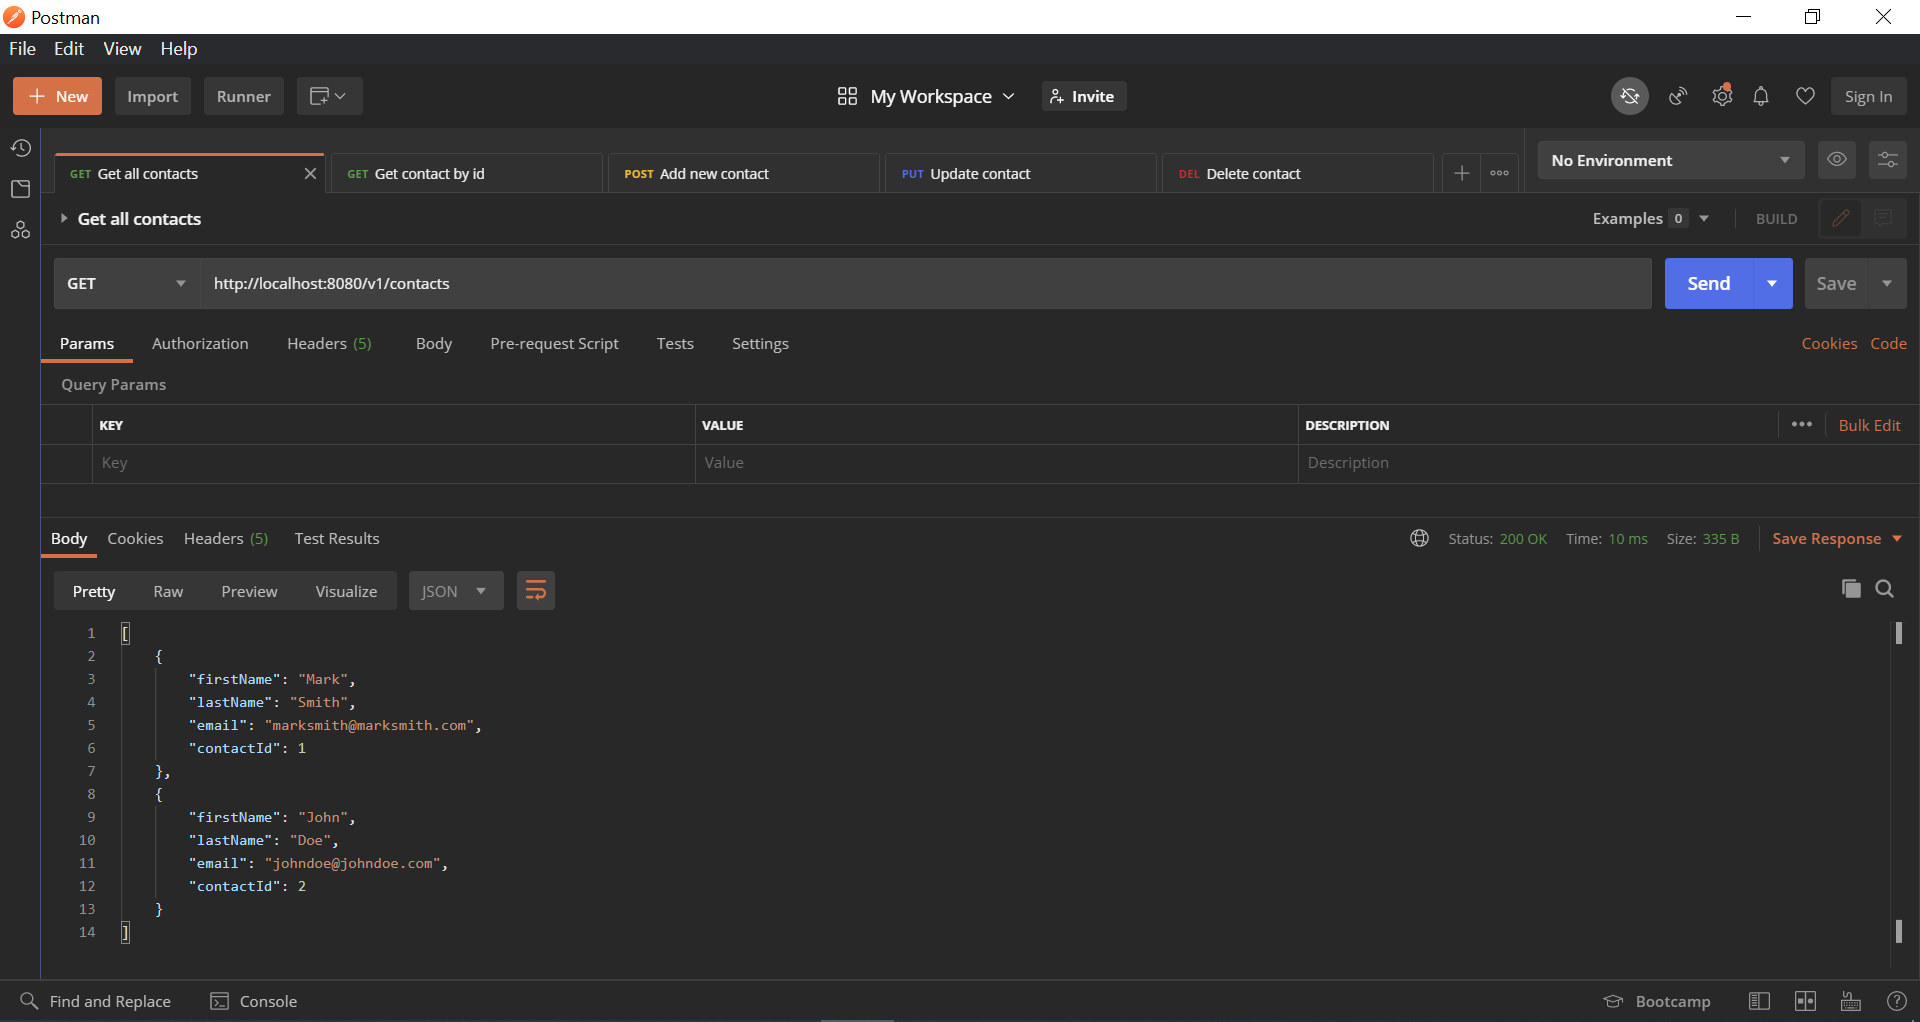 Postman
File Edit View Help
New Import Runner My Workspace Invite Sign In
GET Get all contacts GET Get contact by id POST Add new contact PUT Update contact DEL Delete contact No Environment
Get all contacts Examples 0 BUILD
GET http://localhost:8080/v1/contacts Send Save
Params Authorization Headers (5) Body Pre-request Script Tests Settings Cookies Code
Query Params
KEY VALUE DESCRIPTION Bulk Edit
Key Value Description
Body Cookies Headers (5) Test Results Status: 200 OK Time: 10 ms Size: 335 B Save Response
Pretty Raw Preview Visualize JSON
1 [
2 {
3 "firstName": "Mark",
4 "lastName": "Smith",
5 "email": "marksmith@marksmith.com",
6 "contactId": 1
7 },
8 {
9 "firstName": "John",
10 "lastName": "Doe",
11 "email": "johndoe@johndoe.com",
12 "contactId": 2
13 }
14 ]
Find and Replace Console Bootcamp